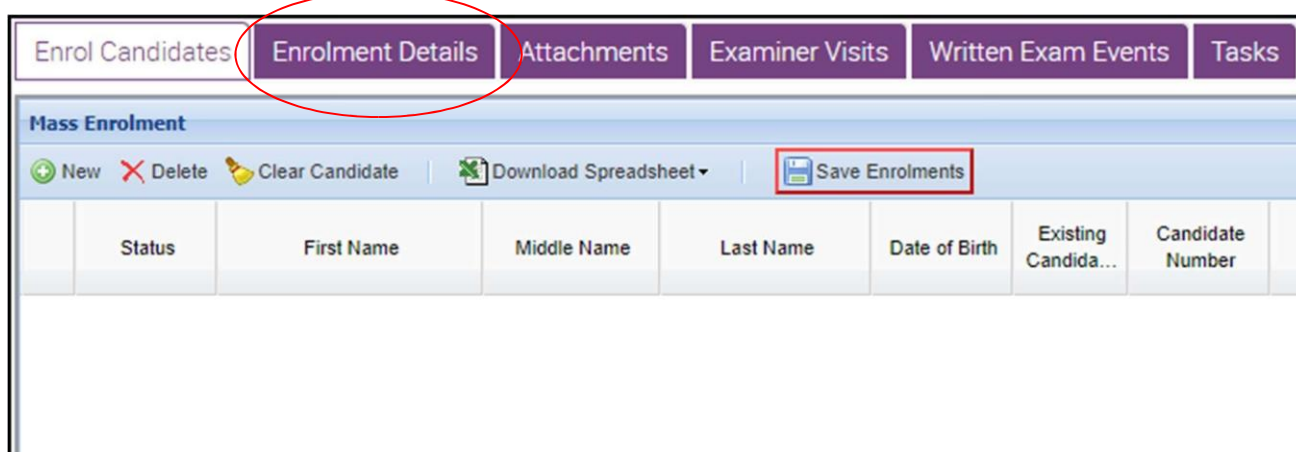 Enrol Candidates Enrolment Details Attachments Examiner Visits Written Exam Events Tasks
Mass Enrolment
New Delete Clear Candidate Download Spreadsheet Save Enrolments
Status First Name Middle Name Last Name Date of Birth Existing Candida... Candidate Number